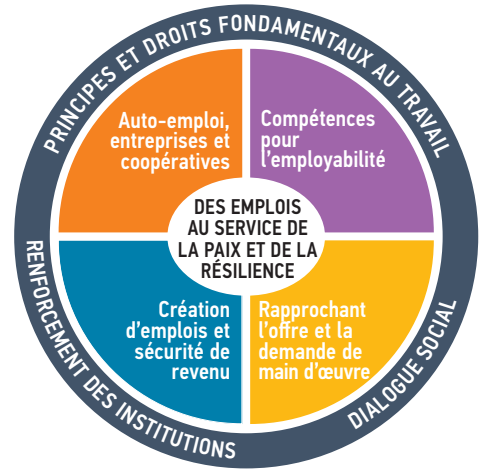 PRINCIPES ET DROITS FONDAMENTAUX AU TRAVAIL
Auto-emploi,
entreprises et
coopératives
Compétences
pour
l'employabilité
DES EMPLOIS
AU SERVICE DE
LA PAIX ET DE LA
RÉSILIENCE
Création
d'emplois et
sécurité de
revenu
Rapprochant
l'offre et la
demande de
main d'œuvre
RENFORCEMENT DES INSTITUTIONS
DIALOGUE SOCIAL